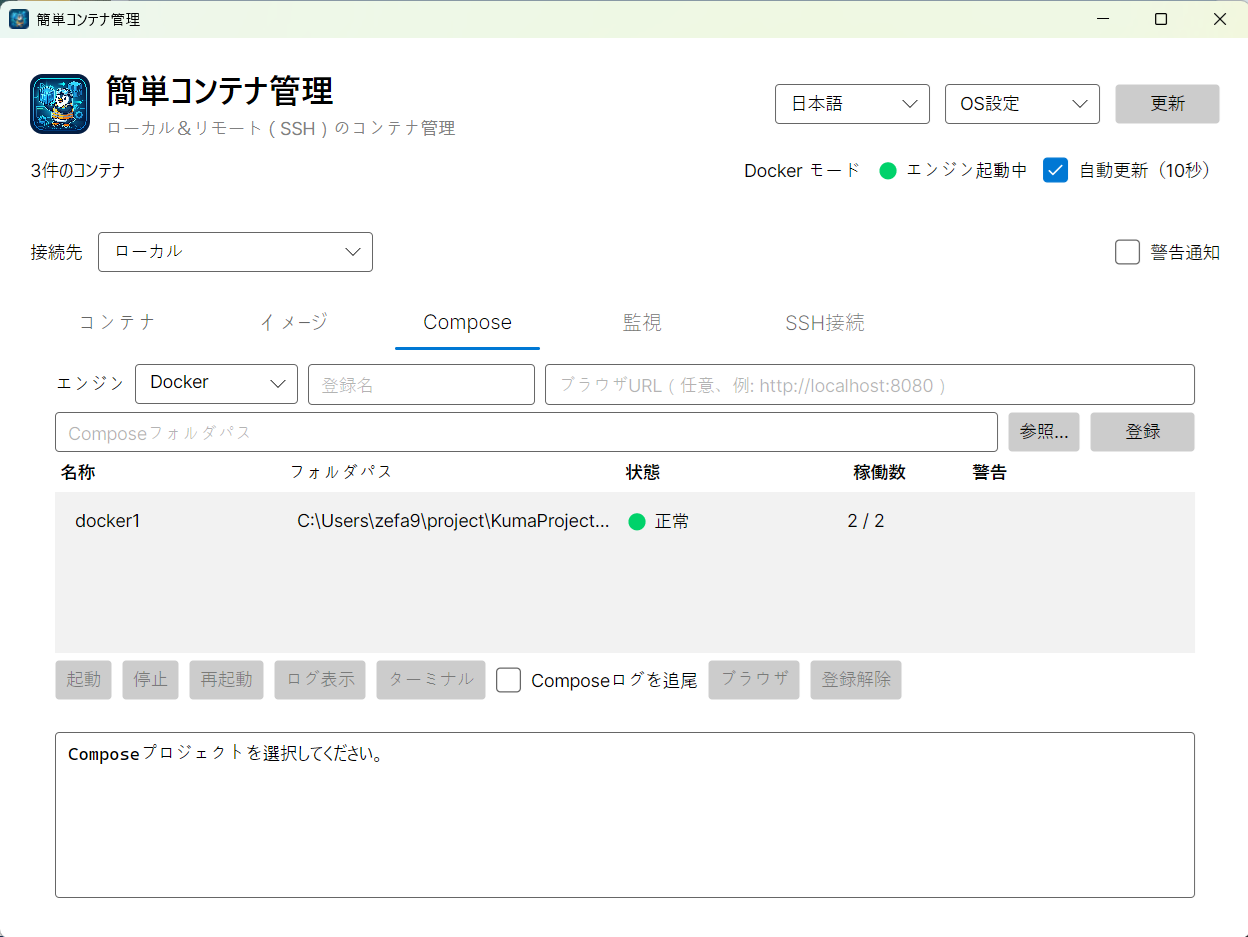 簡単コンテナ管理
簡単コンテナ管理
ローカル＆リモート ( SSH ) のコンテナ管理
日本語
OS設定
更新
3件のコンテナ
Docker モード
エンジン起動中
自動更新（10秒）
接続先
ローカル
警告通知
コンテナ
イメージ
Compose
監視
SSH接続
エンジン
Docker
登録名
ブラウザURL ( 任意、例: http://localhost:8080 )
Composeフォルダパス
参照...
登録
名称
フォルダパス
状態
稼働数
警告
docker1
C:\Users\zefa9\project\KumaProject...
正常
2 / 2
起動
停止
再起動
ログ表示
ターミナル
Composeログを追尾
ブラウザ
登録解除
Composeプロジェクトを選択してください。